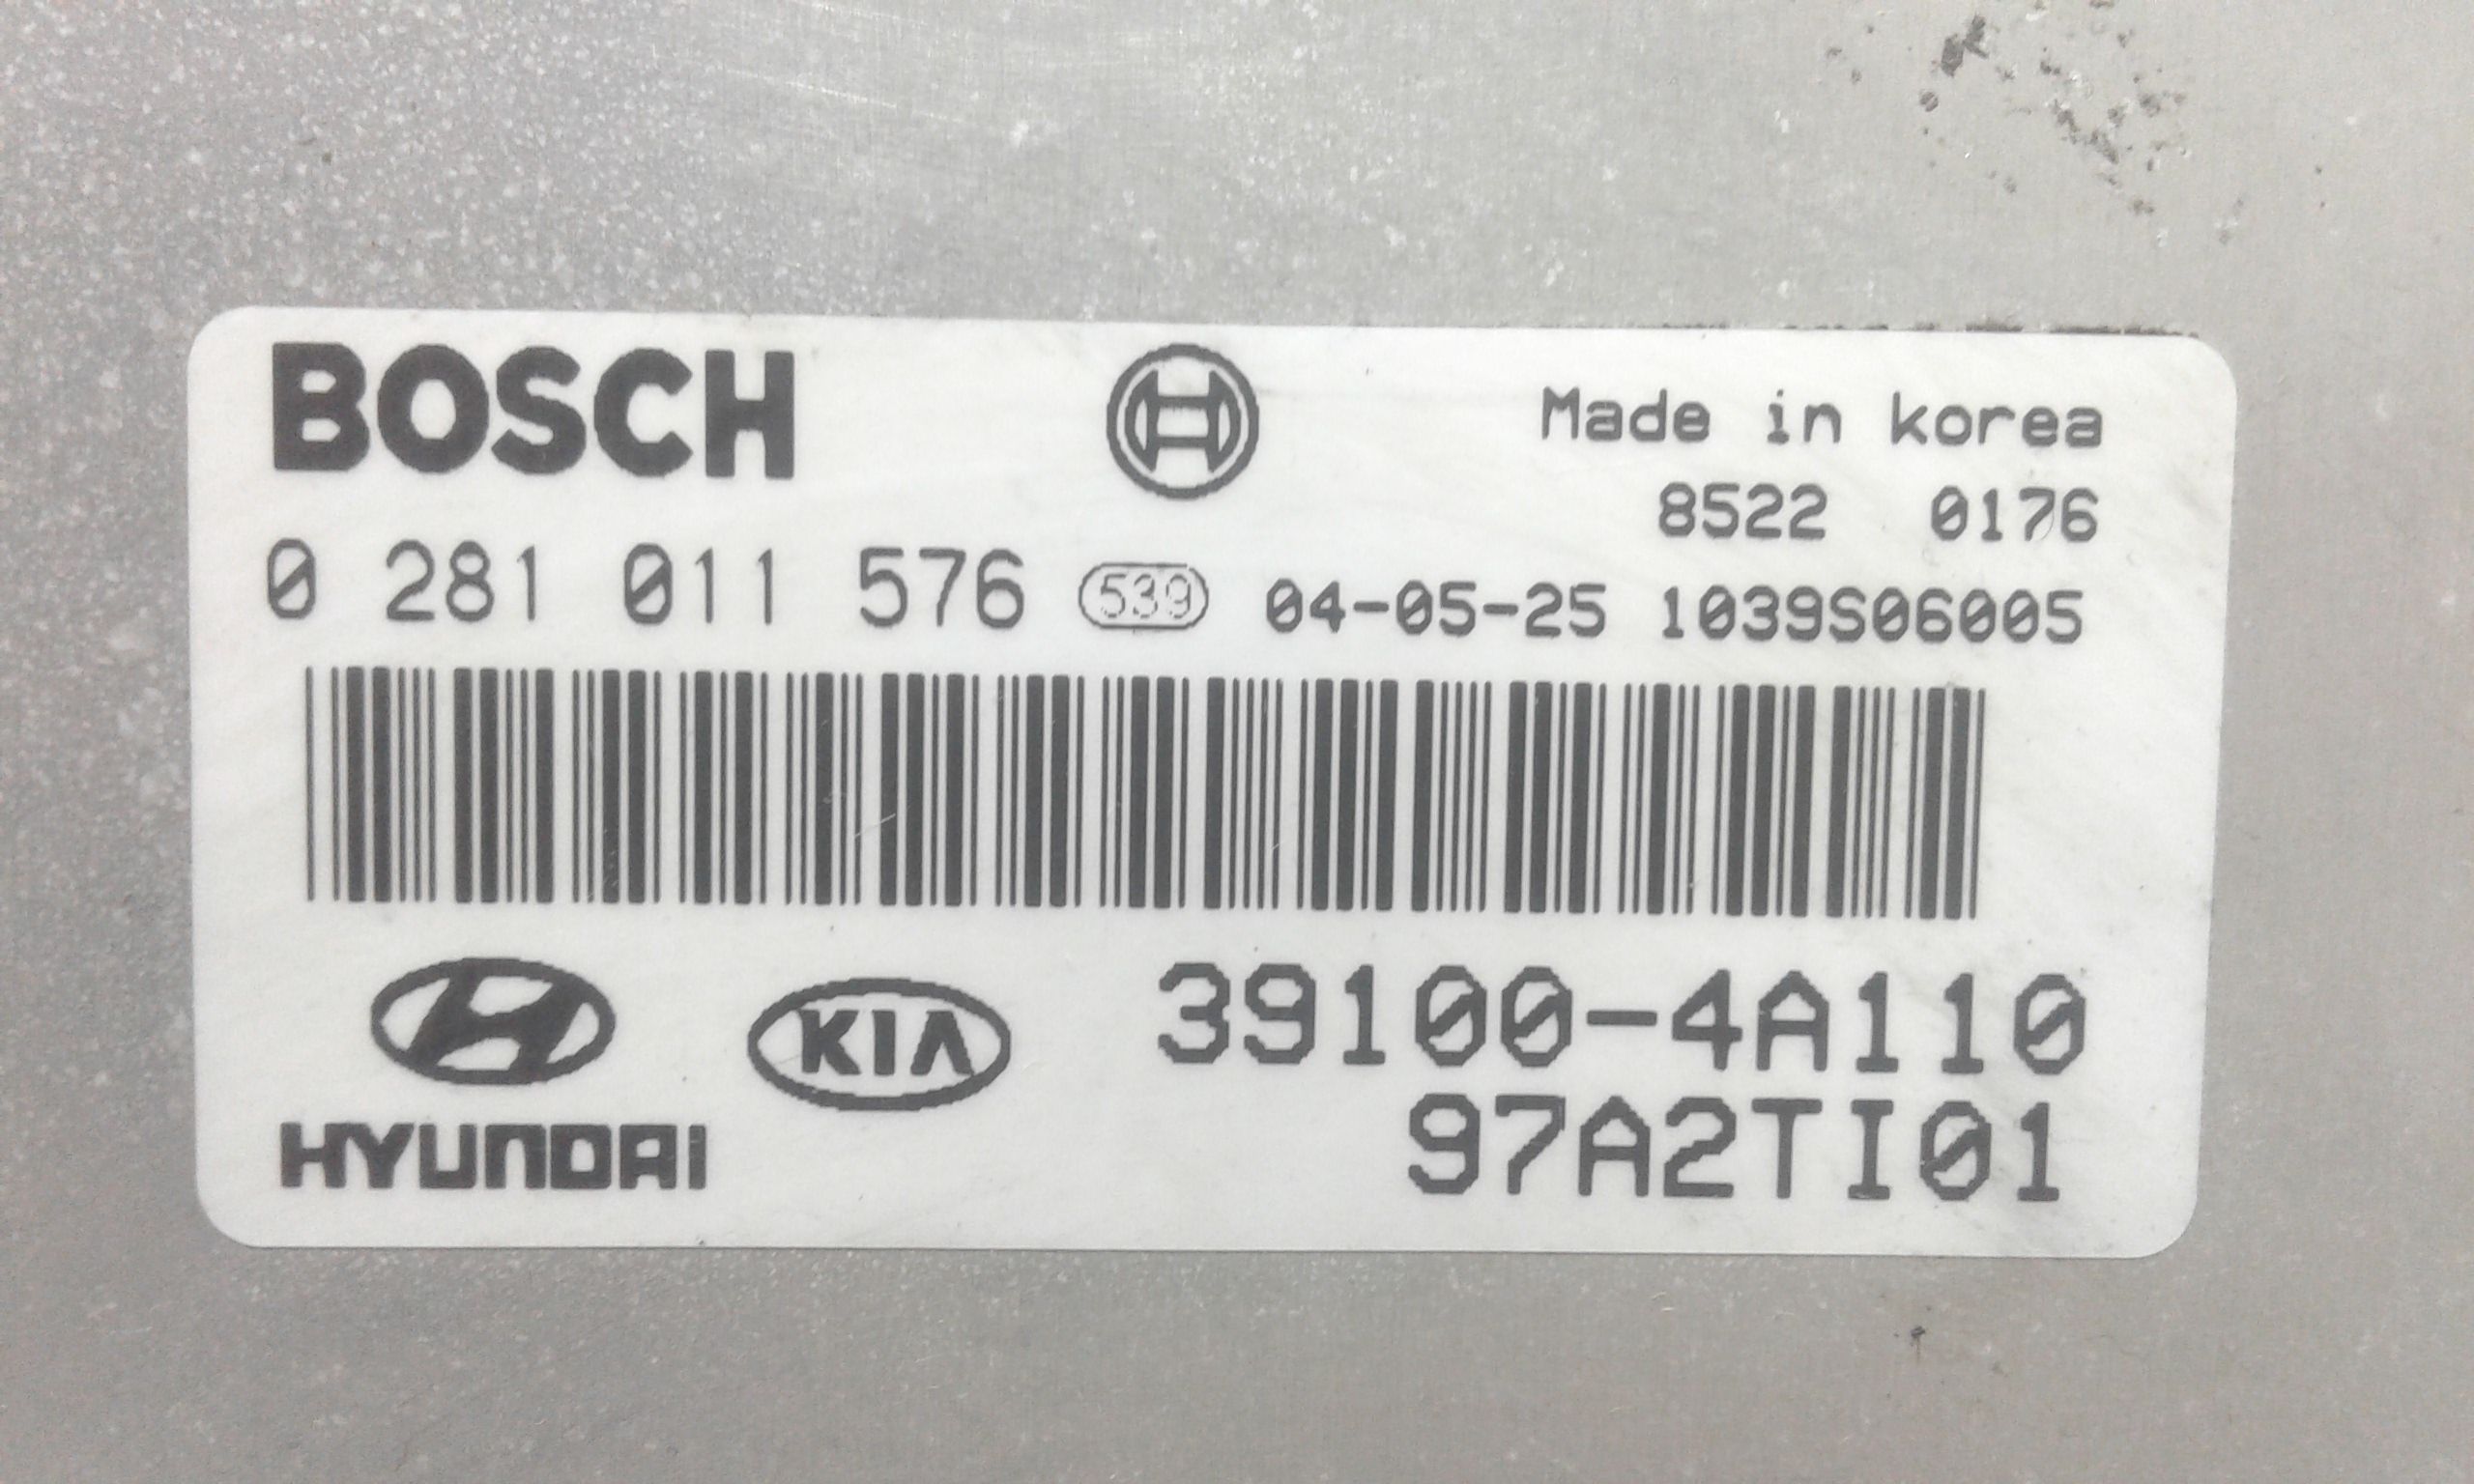 BOSCH
Made in korea
8522 0176
0 281 011 576 539 04-05-25 1039S06005
KIA
HYUNDAI
39100-4A110
97A2TI01